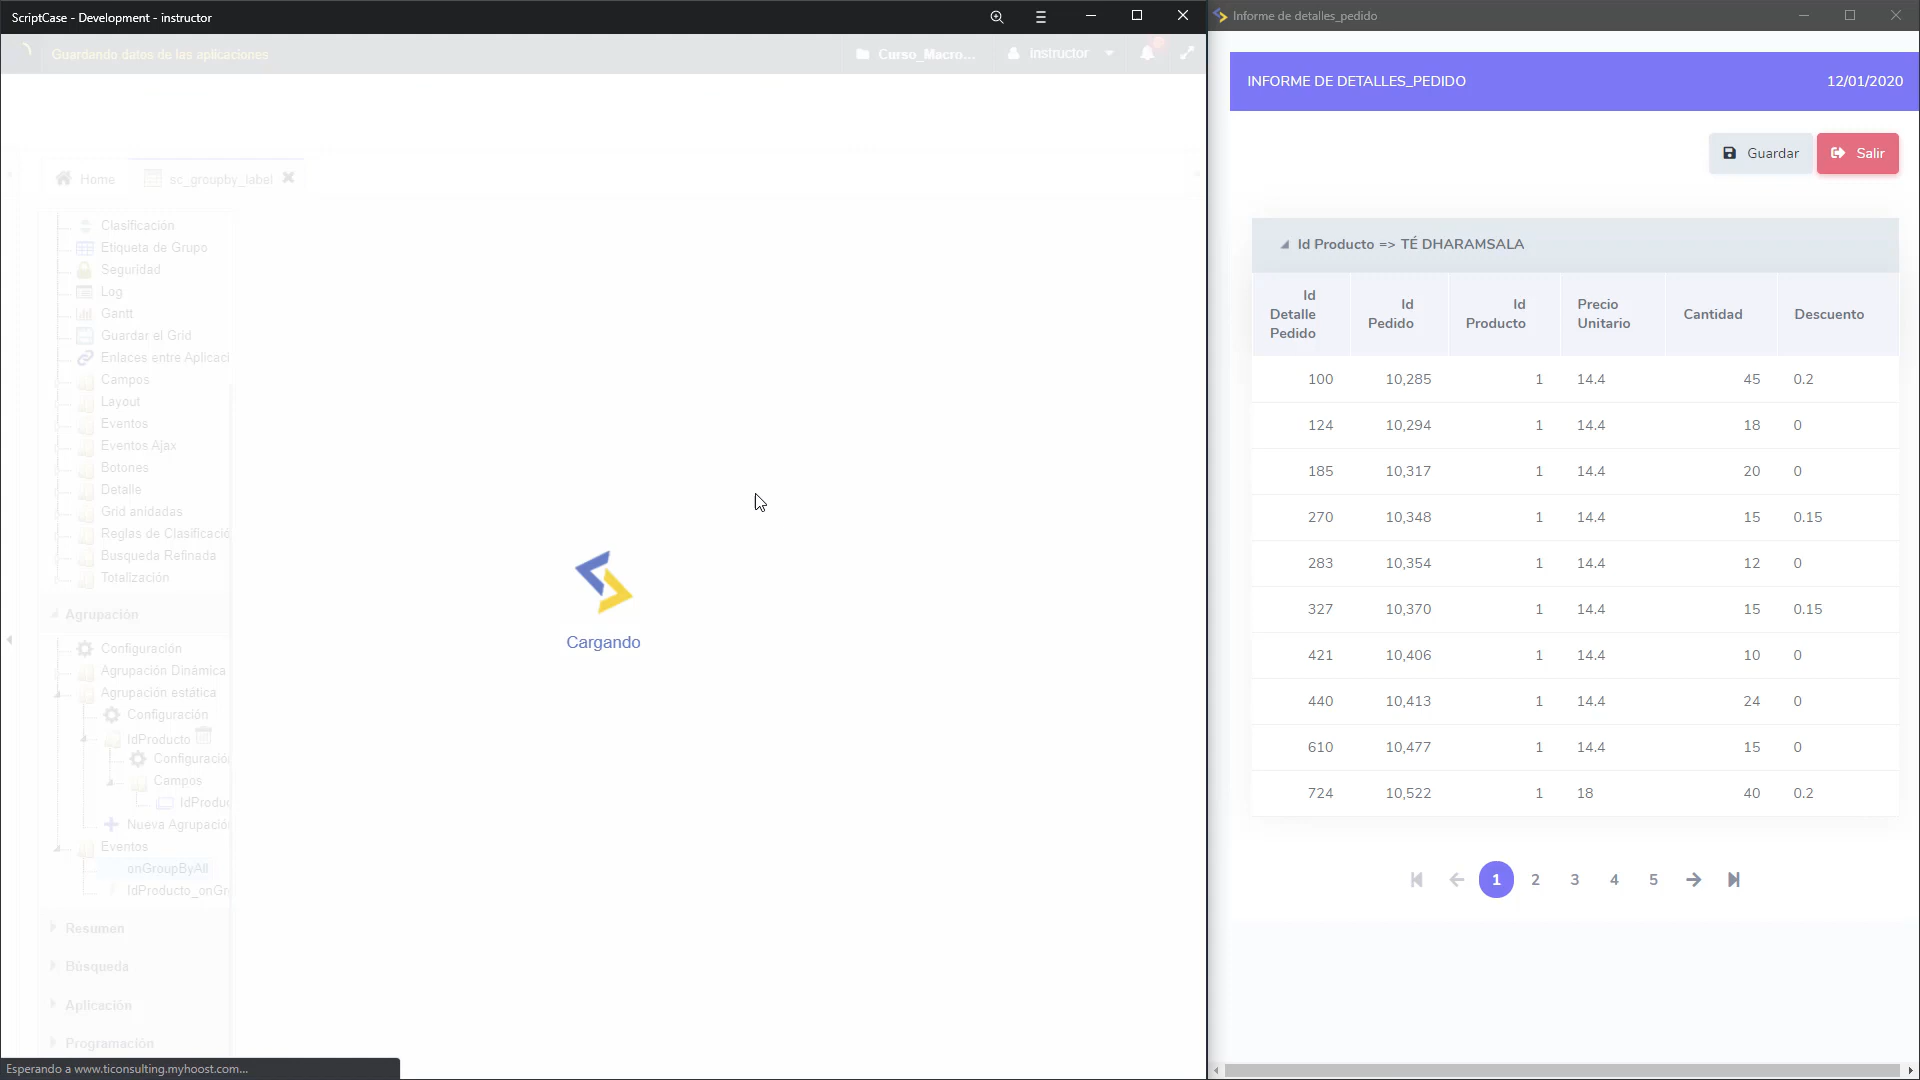 ScriptCase - Development - instructor
Guardando datos de las aplicaciones
Curso_Macro...
instructor
Home
sc_groupby_label
Clasificación
Etiqueta de Grupo
Seguridad
Log
Gantt
Guardar el Grid
Enlaces entre Aplicaci
Campos
Layout
Eventos
Eventos Ajax
Botones
Detalle
Grid anidadas
Reglas de Clasificació
Busqueda Refinada
Totalización
Agrupación
Configuración
Agrupación Dinámica
Agrupación estática
Configuración
IdProducto
Configuració
Campos
IdProduc
Nueva Agrupació
Eventos
onGroupByAll
IdProducto_onGr
Resumen
Búsqueda
Aplicación
Programación
Cargando
Esperando a www.ticonsulting.myhoost.com...
Informe de detalles_pedido
INFORME DE DETALLES_PEDIDO 12/01/2020
Guardar Salir
Id Producto => TÉ DHARAMSALA
Id Detalle Pedido Id Pedido Id Producto Precio Unitario Cantidad Descuento
100 10,285 1 14.4 45 0.2
124 10,294 1 14.4 18 0
185 10,317 1 14.4 20 0
270 10,348 1 14.4 15 0.15
283 10,354 1 14.4 12 0
327 10,370 1 14.4 15 0.15
421 10,406 1 14.4 10 0
440 10,413 1 14.4 24 0
610 10,477 1 14.4 15 0
724 10,522 1 18 40 0.2
1 2 3 4 5